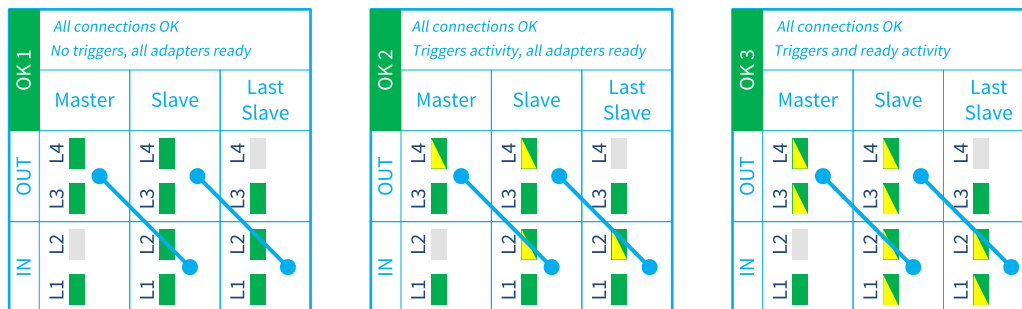 OK 1
All connections OK
No triggers, all adapters ready
Master
Slave
Last
Slave
OUT
L4
L4
L4
L3
L3
L3
IN
L2
L2
L2
L1
L1
L1
OK 2
All connections OK
Triggers activity, all adapters ready
Master
Slave
Last
Slave
OUT
L4
L4
L4
L3
L3
L3
IN
L2
L2
L2
L1
L1
L1
OK 3
All connections OK
Triggers and ready activity
Master
Slave
Last
Slave
OUT
L4
L4
L4
L3
L3
L3
IN
L2
L2
L2
L1
L1
L1